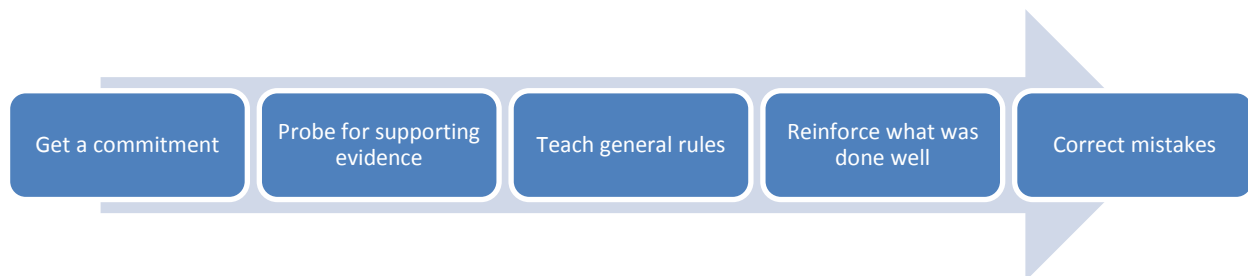 Get a commitment
Probe for supporting
evidence
Teach general rules
Reinforce what was
done well
Correct mistakes